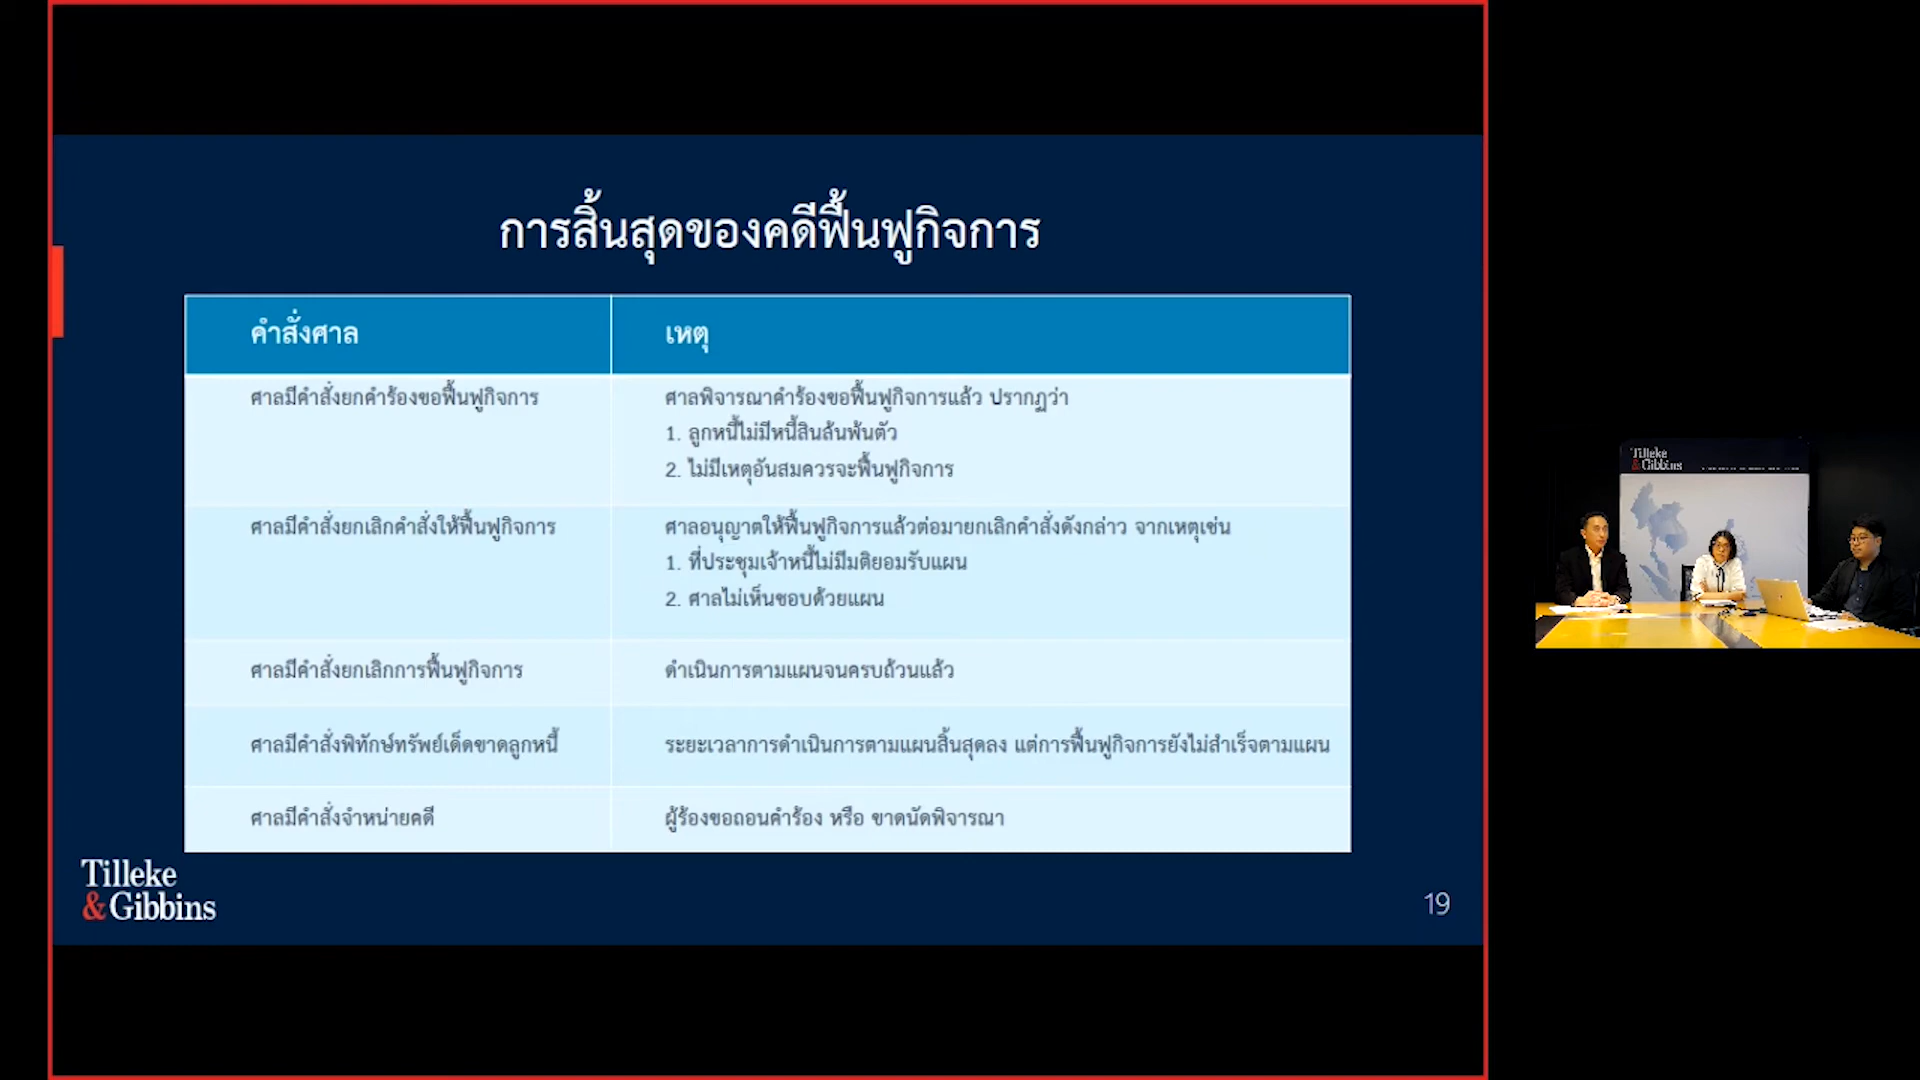 การสิ้นสุดของคดีฟื้นฟูกิจการ
คำสั่งศาล
เหตุ
ศาลมีคำสั่งยกคำร้องขอฟื้นฟูกิจการ
ศาลพิจารณาคำร้องขอฟื้นฟูกิจการแล้ว ปรากฏว่า
1. ลูกหนี้ไม่มีหนี้สินล้นพ้นตัว
2. ไม่มีเหตุอันสมควรจะฟื้นฟูกิจการ
ศาลมีคำสั่งยกเลิกคำสั่งให้ฟื้นฟูกิจการ
ศาลอนุญาตให้ฟื้นฟูกิจการแล้วต่อมายกเลิกคำสั่งดังกล่าว จากเหตุเช่น
1. ที่ประชุมเจ้าหนี้ไม่มีมติยอมรับแผน
2. ศาลไม่เห็นชอบด้วยแผน
ศาลมีคำสั่งยกเลิกการฟื้นฟูกิจการ
ดำเนินการตามแผนจนครบถ้วนแล้ว
ศาลมีคำสั่งพิทักษ์ทรัพย์เด็ดขาดลูกหนี้
ระยะเวลาการดำเนินการตามแผนสิ้นสุดลง แต่การฟื้นฟูกิจการยังไม่สำเร็จตามแผน
ศาลมีคำสั่งจำหน่ายคดี
ผู้ร้องขอถอนคำร้อง หรือ ขาดนัดพิจารณา
Tilleke
&Gibbins
19
Tilleke
&Gibbins